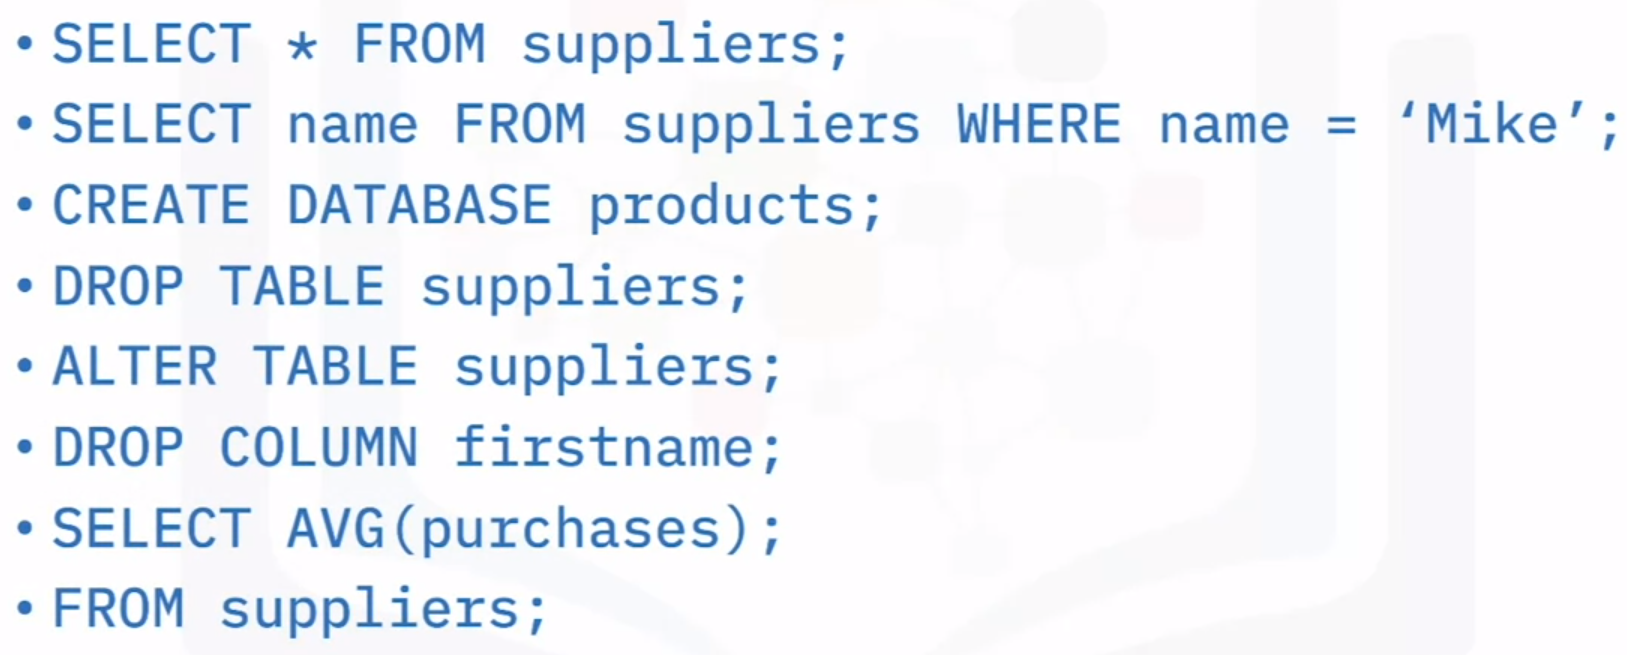 • SELECT * FROM suppliers;
• SELECT name FROM suppliers WHERE name = ‘Mike’;
• CREATE DATABASE products;
• DROP TABLE suppliers;
• ALTER TABLE suppliers;
• DROP COLUMN firstname;
• SELECT AVG(purchases);
• FROM suppliers;